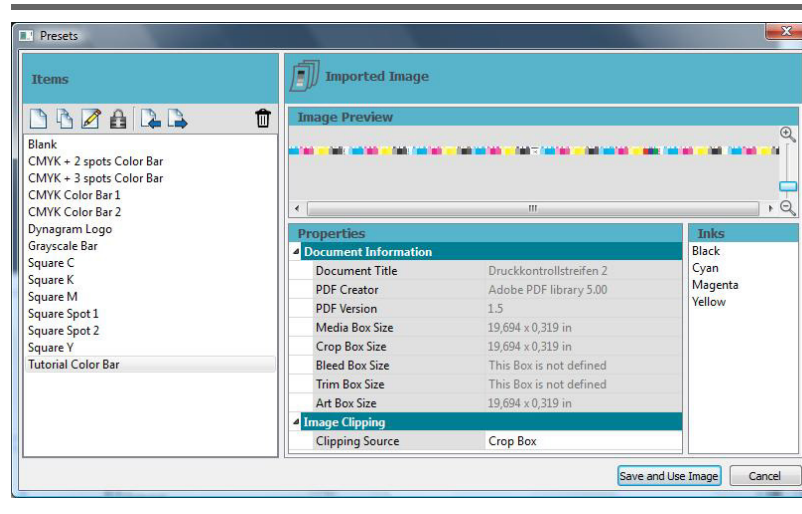 Presets
Items
Blank
CMYK + 2 spots Color Bar
CMYK + 3 spots Color Bar
CMYK Color Bar 1
CMYK Color Bar 2
Dynagram Logo
Grayscale Bar
Square C
Square K
Square M
Square Spot 1
Square Spot 2
Square Y
Tutorial Color Bar
Imported Image
Image Preview
Properties
Document Information
Document Title Druckkontrollstreifen 2
PDF Creator Adobe PDF library 5.00
PDF Version 1.5
Media Box Size 19,694 x 0,319 in
Crop Box Size 19,694 x 0,319 in
Bleed Box Size This Box is not defined
Trim Box Size This Box is not defined
Art Box Size 19,694 x 0,319 in
Image Clipping
Clipping Source Crop Box
Inks
Black
Cyan
Magenta
Yellow
Save and Use Image Cancel